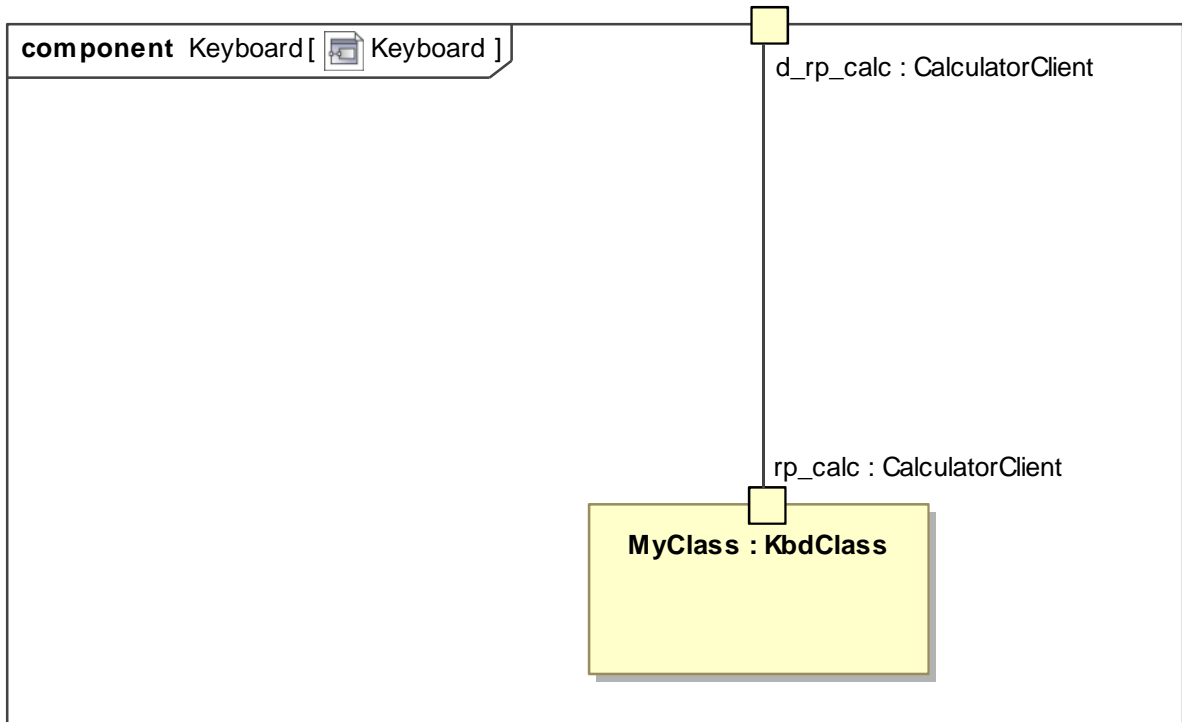 component Keyboard [ Keyboard ]
d_rp_calc : CalculatorClient
rp_calc : CalculatorClient
MyClass : KbdClass